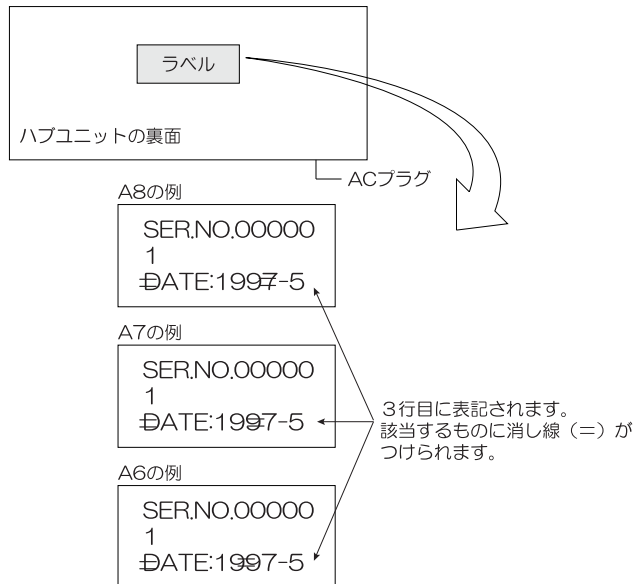 ラベル
ハブユニットの裏面
ACプラグ
A8の例
SER.NO.00000
1
DATE:1997-5
A7の例
SER.NO.00000
1
DATE:1997-5
3行目に表記されます。
該当するものに消し線（＝）が
つけられます。
A6の例
SER.NO.00000
1
DATE:1997-5